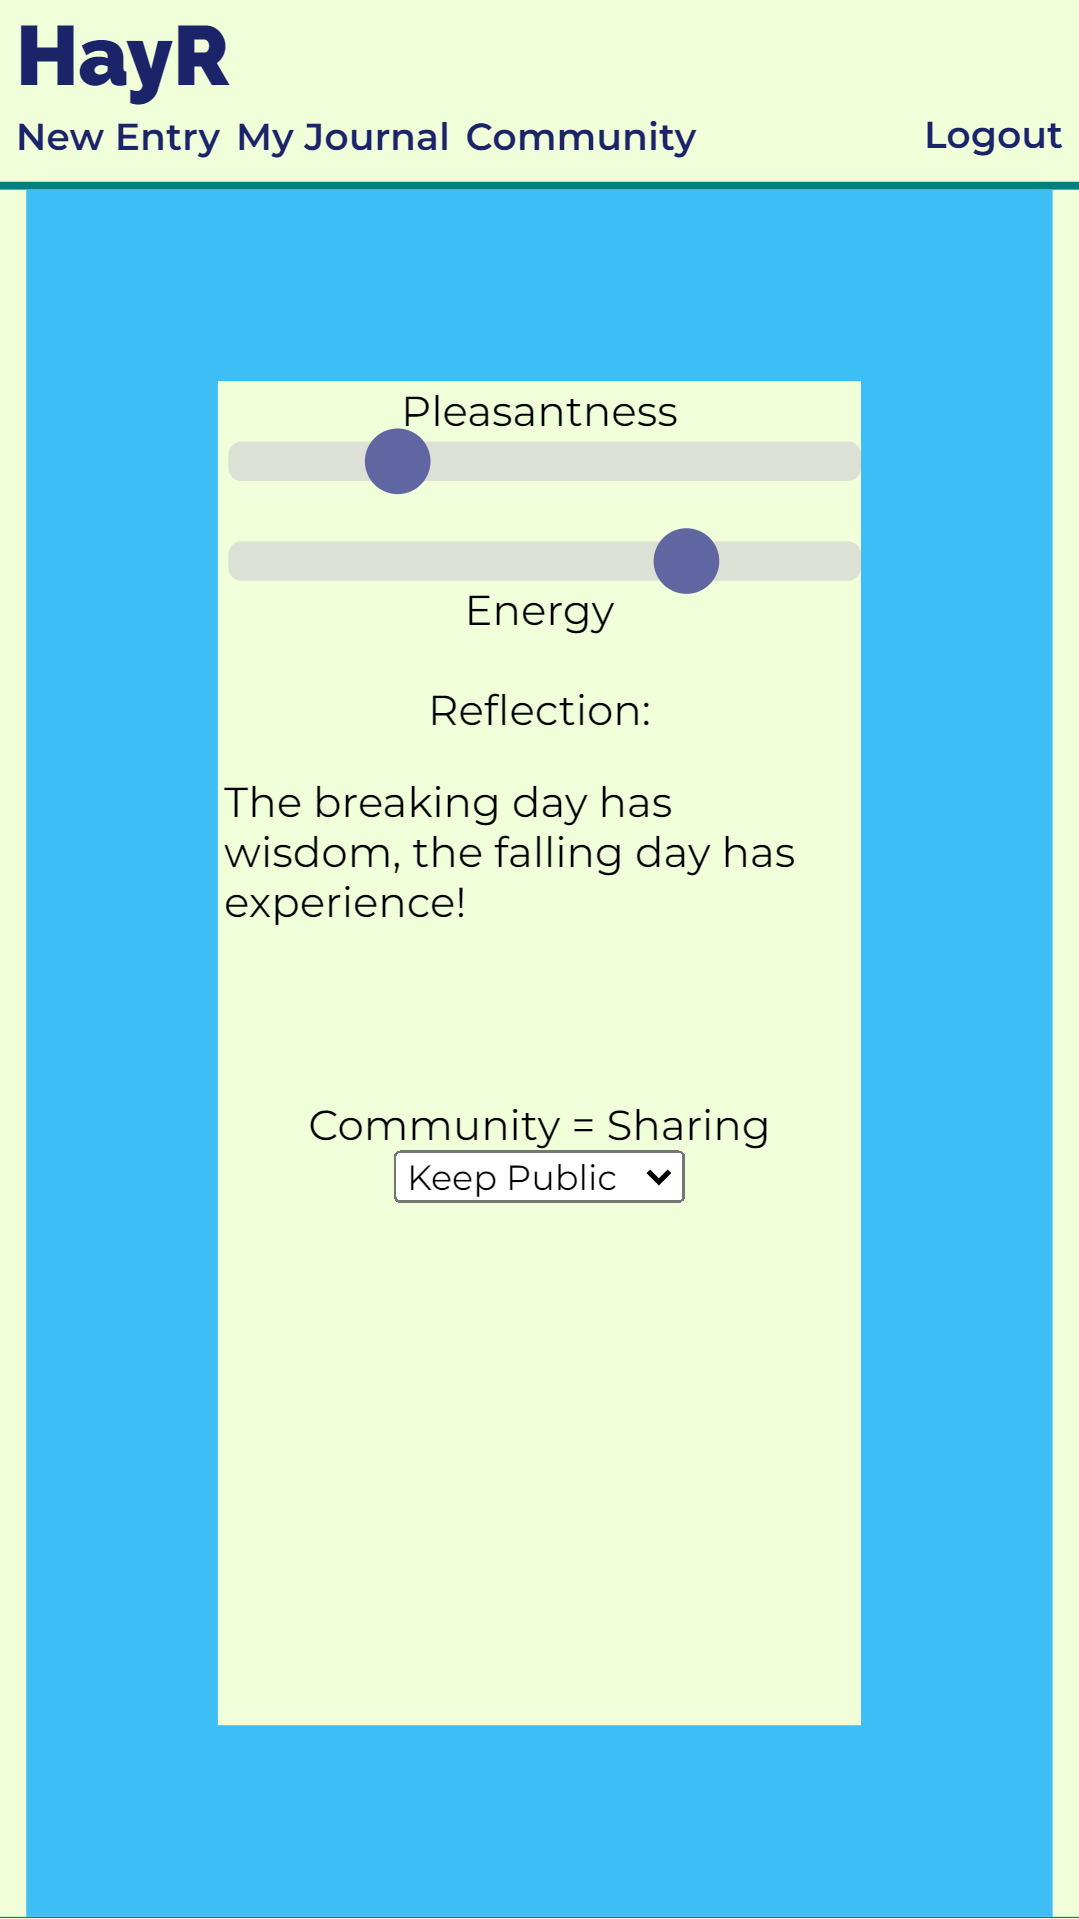 HayR
New Entry My Journal Community Logout
Pleasantness
Energy
Reflection:
The breaking day has
wisdom, the falling day has
experience!
Community = Sharing
Keep Public